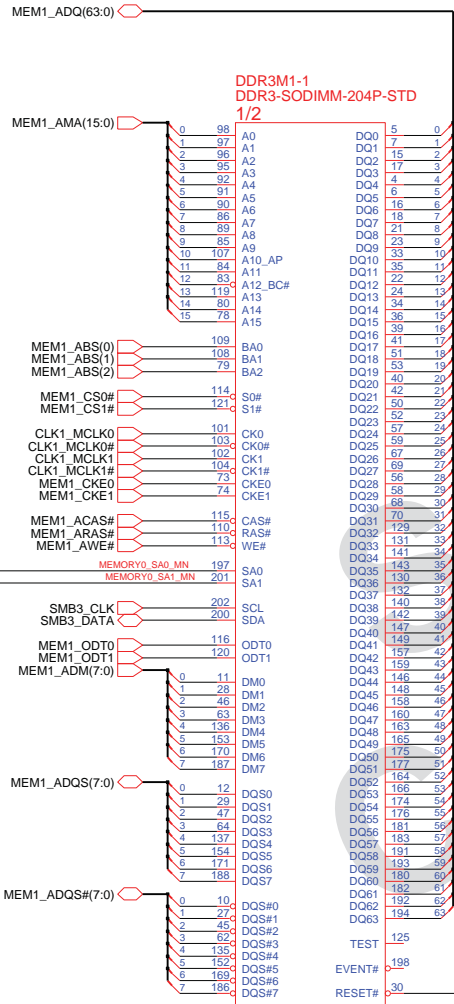 MEM1_ADQ(63:0)
DDR3M1-1
DDR3-SODIMM-204P-STD
1/2
MEM1_AMA(15:0)
0 98 A0
1 97 A1
2 96 A2
3 95 A3
4 92 A4
5 91 A5
6 90 A6
7 86 A7
8 89 A8
9 85 A9
10 107 A10_AP
11 84 A11
12 83 A12_BC#
13 119 A13
14 80 A14
15 78 A15
MEM1_ABS(0) 109 BA0
MEM1_ABS(1) 108 BA1
MEM1_ABS(2) 79 BA2
MEM1_CS0# 114 S0#
MEM1_CS1# 121 S1#
CLK1_MCLK0 101 CK0
CLK1_MCLK0# 103 CK0#
CLK1_MCLK1 102 CK1
CLK1_MCLK1# 104 CK1#
MEM1_CKE0 73 CKE0
MEM1_CKE1 74 CKE1
MEM1_ACAS# 115 CAS#
MEM1_ARAS# 110 RAS#
MEM1_AWE# 113 WE#
MEMORY0_SA0_MN 197 SA0
MEMORY0_SA1_MN 201 SA1
SMB3_CLK 202 SCL
SMB3_DATA 200 SDA
MEM1_ODT0 116 ODT0
MEM1_ODT1 120 ODT1
MEM1_ADM(7:0)
0 11 DM0
1 28 DM1
2 46 DM2
3 63 DM3
4 136 DM4
5 153 DM5
6 170 DM6
7 187 DM7
MEM1_ADQS(7:0)
0 12 DQS0
1 29 DQS1
2 47 DQS2
3 64 DQS3
4 137 DQS4
5 154 DQS5
6 171 DQS6
7 188 DQS7
MEM1_ADQS#(7:0)
0 10 DQS#0
1 27 DQS#1
2 45 DQS#2
3 62 DQS#3
4 135 DQS#4
5 152 DQS#5
6 169 DQS#6
7 186 DQS#7
DQ0 5 0
DQ1 7 1
DQ2 15 2
DQ3 17 3
DQ4 4 4
DQ5 6 5
DQ6 16 6
DQ7 18 7
DQ8 21 8
DQ9 23 9
DQ10 33 10
DQ11 35 11
DQ12 22 12
DQ13 24 13
DQ14 34 14
DQ15 36 15
DQ16 39 16
DQ17 41 17
DQ18 51 18
DQ19 53 19
DQ20 40 20
DQ21 42 21
DQ22 50 22
DQ23 52 23
DQ24 57 24
DQ25 59 25
DQ26 67 26
DQ27 69 27
DQ28 56 28
DQ29 58 29
DQ30 68 30
DQ31 70 31
DQ32 129 32
DQ33 131 33
DQ34 141 34
DQ35 143 35
DQ36 130 36
DQ37 132 37
DQ38 140 38
DQ39 142 39
DQ40 147 40
DQ41 149 41
DQ42 157 42
DQ43 159 43
DQ44 146 44
DQ45 148 45
DQ46 158 46
DQ47 160 47
DQ48 163 48
DQ49 165 49
DQ50 175 50
DQ51 177 51
DQ52 164 52
DQ53 166 53
DQ54 174 54
DQ55 176 55
DQ56 181 56
DQ57 183 57
DQ58 191 58
DQ59 193 59
DQ60 180 60
DQ61 182 61
DQ62 192 62
DQ63 194 63
TEST 125
EVENT# 198
RESET# 30